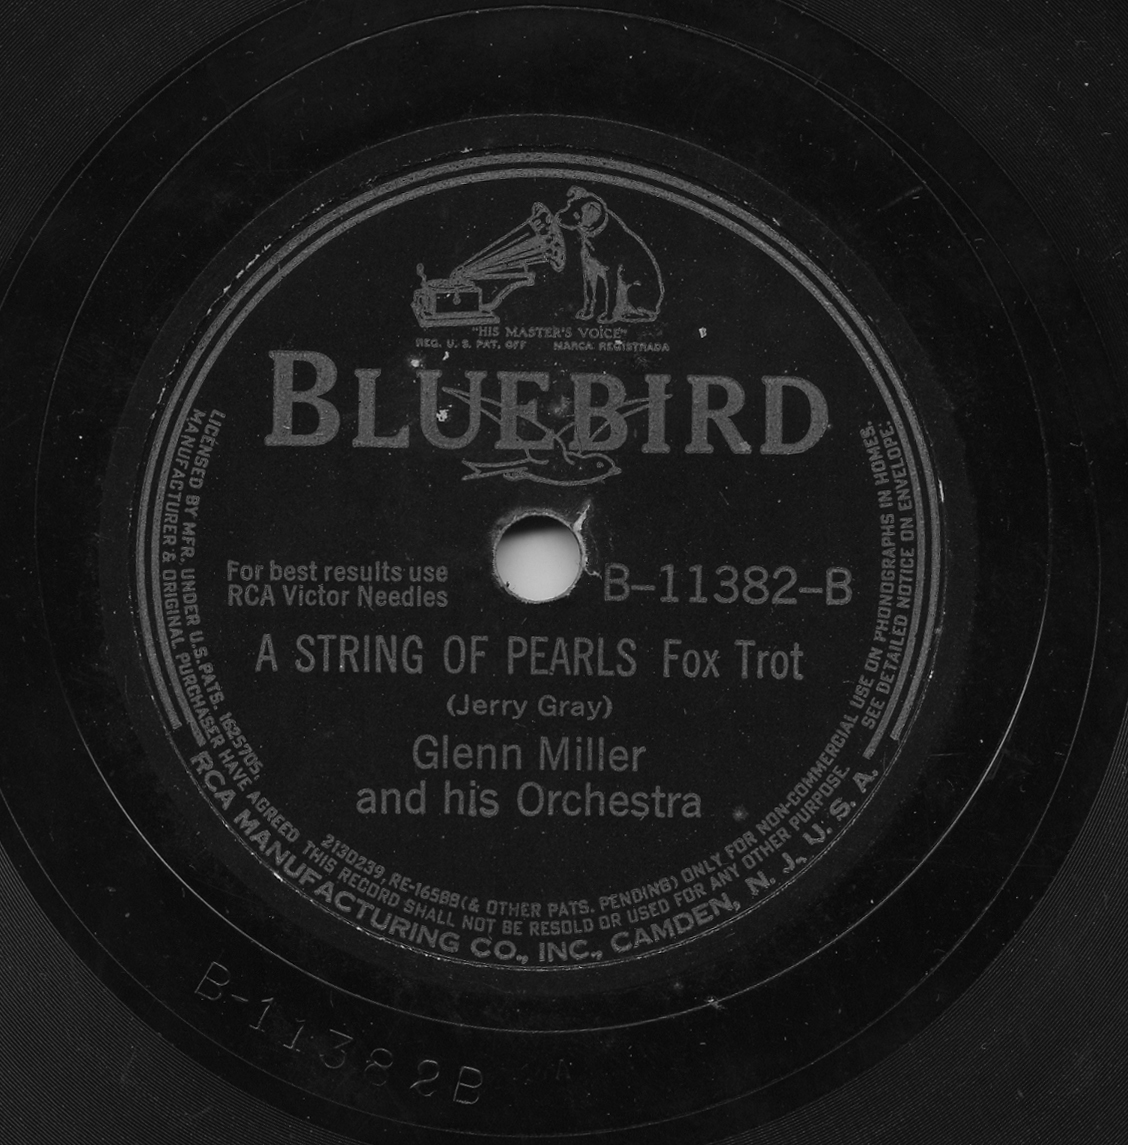 "HIS MASTER'S VOICE"
REG. U. S. PAT. OFF MARCA REGISTRADA
BLUEBIRD
For best results use
RCA Victor Needles
B-11382-B
A STRING OF PEARLS Fox Trot
(Jerry Gray)
Glenn Miller
and his Orchestra
LICENSED BY MFR. UNDER U.S. PATS. 1625705, 2130239, RE-16588 (& OTHER PATS. PENDING) ONLY FOR NON-COMMERCIAL USE ON PHONOGRAPHS IN HOMES.
MANUFACTURER & ORIGINAL PURCHASER HAVE AGREED THIS RECORD SHALL NOT BE RESOLD OR USED FOR ANY OTHER PURPOSE. SEE DETAILED NOTICE ON ENVELOPE.
RCA MANUFACTURING CO., INC., CAMDEN, N. J., U. S. A.
B-11382B